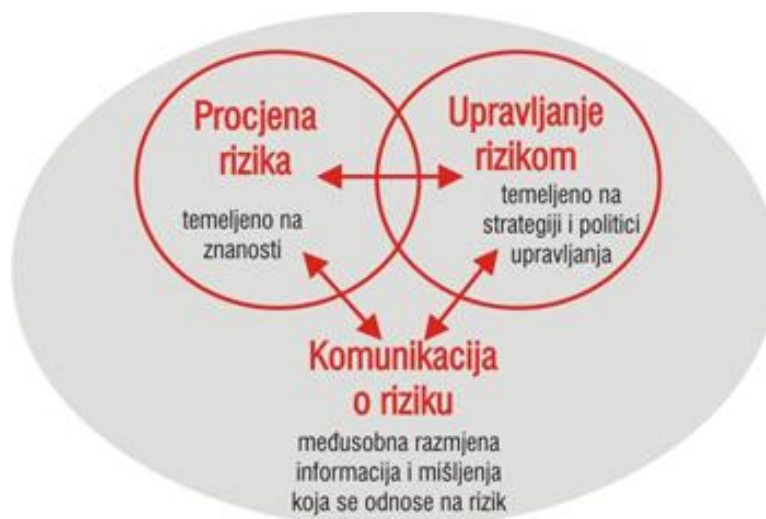 Procjena
rizika
temeljeno na
znanosti
Upravljanje
rizikom
temeljeno na
strategiji i politici
upravljanja
Komunikacija
o riziku
međusobna razmjena
informacija i mišljenja
koja se odnose na rizik